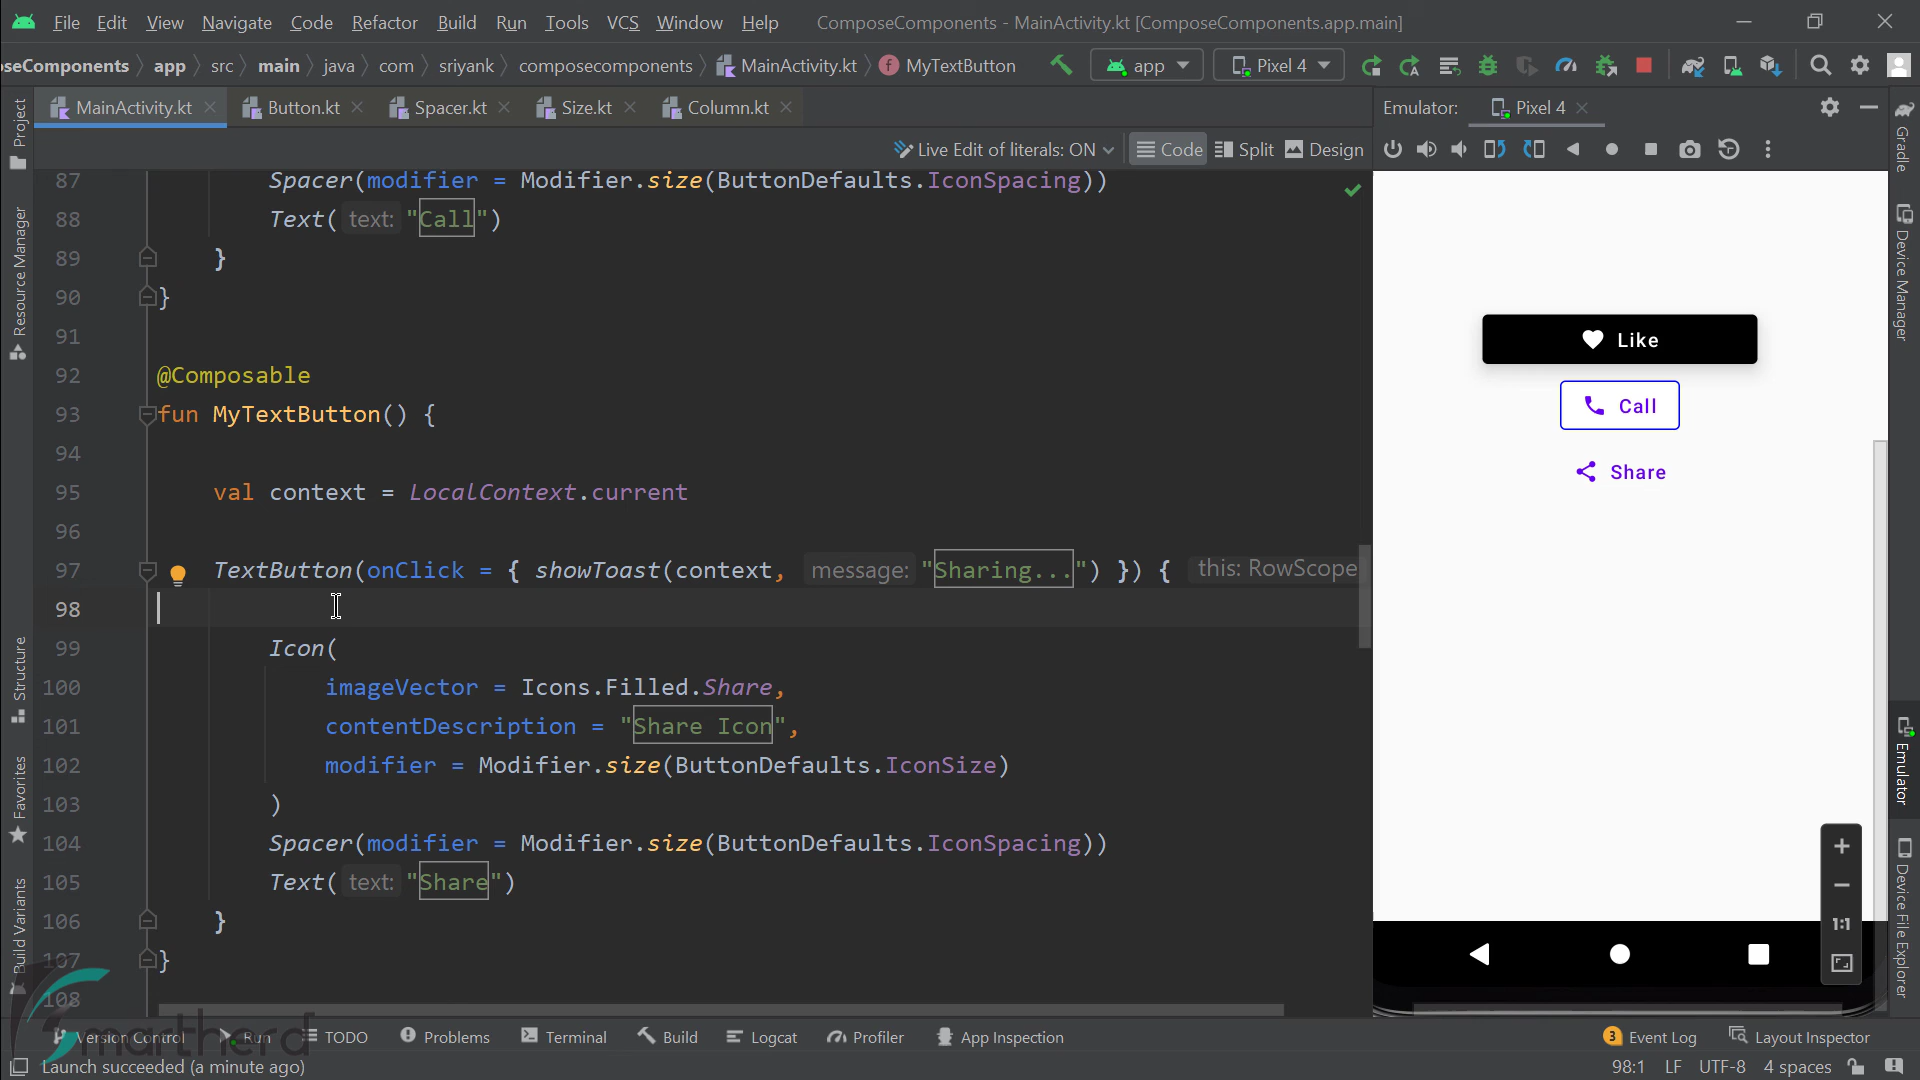 File Edit View Navigate Code Refactor Build Run Tools VCS Window Help ComposeComponents - MainActivity.kt [ComposeComponents.app.main]
oseComponents app src main java com sriyank composecomponents MainActivity.kt MyTextButton app Pixel 4
MainActivity.kt Button.kt Spacer.kt Size.kt Column.kt Emulator: Pixel 4
Live Edit of literals: ON Code Split Design
87 Spacer(modifier = Modifier.size(ButtonDefaults.IconSpacing))
88 Text( text: "Call")
89 }
90 }
91
92 @Composable
93 fun MyTextButton() {
94
95 val context = LocalContext.current
96
97 TextButton(onClick = { showToast(context, message: "Sharing...") }) { this: RowScope
98
99 Icon(
100 imageVector = Icons.Filled.Share,
101 contentDescription = "Share Icon",
102 modifier = Modifier.size(ButtonDefaults.IconSize)
103 )
104 Spacer(modifier = Modifier.size(ButtonDefaults.IconSpacing))
105 Text( text: "Share")
106 }
107 }
108
Like
Call
Share
1:1
Project
Resource Manager
Structure
Favorites
Build Variants
Gradle
Device Manager
Emulator
Device File Explorer
Version Control Run TODO Problems Terminal Build Logcat Profiler App Inspection 3 Event Log Layout Inspector
martherd
Launch succeeded (a minute ago) 98:1 LF UTF-8 4 spaces